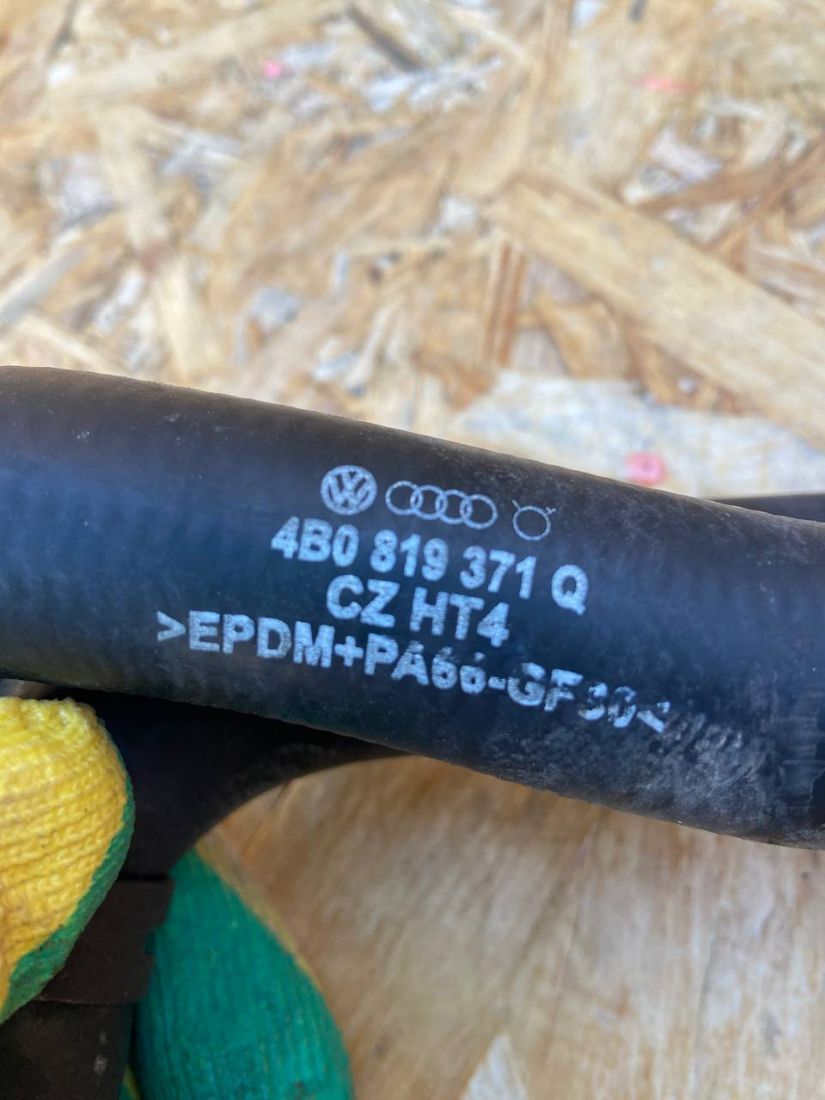 4B0 819 371 Q
CZ HT4
>EPDM+PA66-GF30<